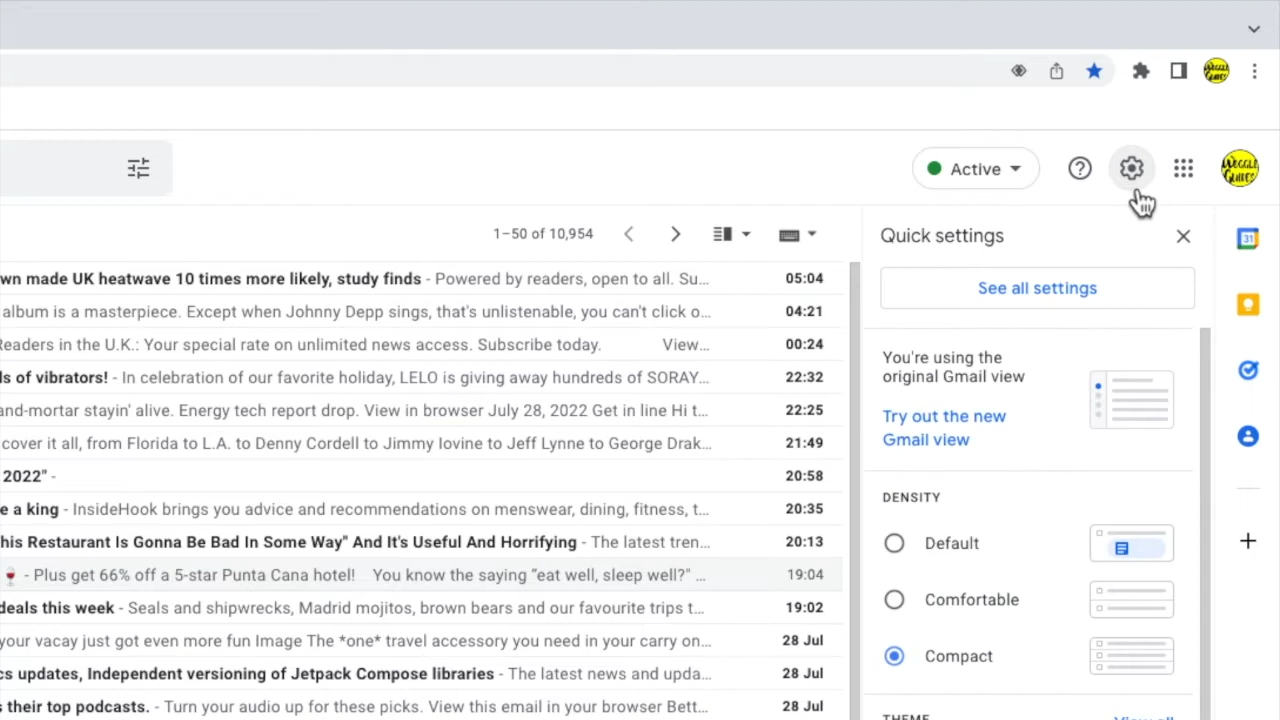 Active
WOGGLE
GUIDES
1–50 of 10,954
Quick settings
See all settings
wn made UK heatwave 10 times more likely, study finds - Powered by readers, open to all. Su… 05:04
album is a masterpiece. Except when Johnny Depp sings, that's unlistenable, you can't click o… 04:21
Readers in the U.K.: Your special rate on unlimited news access. Subscribe today. View… 00:24
ls of vibrators! - In celebration of our favorite holiday, LELO is giving away hundreds of SORAY… 22:32
and-mortar stayin' alive. Energy tech report drop. View in browser July 28, 2022 Get in line Hi t… 22:25
cover it all, from Florida to L.A. to Denny Cordell to Jimmy Iovine to Jeff Lynne to George Drak… 21:49
2022" - 20:58
e a king - InsideHook brings you advice and recommendations on menswear, dining, fitness, t… 20:35
his Restaurant Is Gonna Be Bad In Some Way" And It's Useful And Horrifying - The latest tren… 20:13
- Plus get 66% off a 5-star Punta Cana hotel! You know the saying “eat well, sleep well?" … 19:04
deals this week - Seals and shipwrecks, Madrid mojitos, brown bears and our favourite trips t… 19:02
your vacay just got even more fun Image The *one* travel accessory you need in your carry on… 28 Jul
cs updates, Independent versioning of Jetpack Compose libraries - The latest news and upda… 28 Jul
s their top podcasts. - Turn your audio up for these picks. View this email in your browser Bett… 28 Jul
You're using the
original Gmail view
Try out the new
Gmail view
DENSITY
Default
Comfortable
Compact
THEME
View all
31